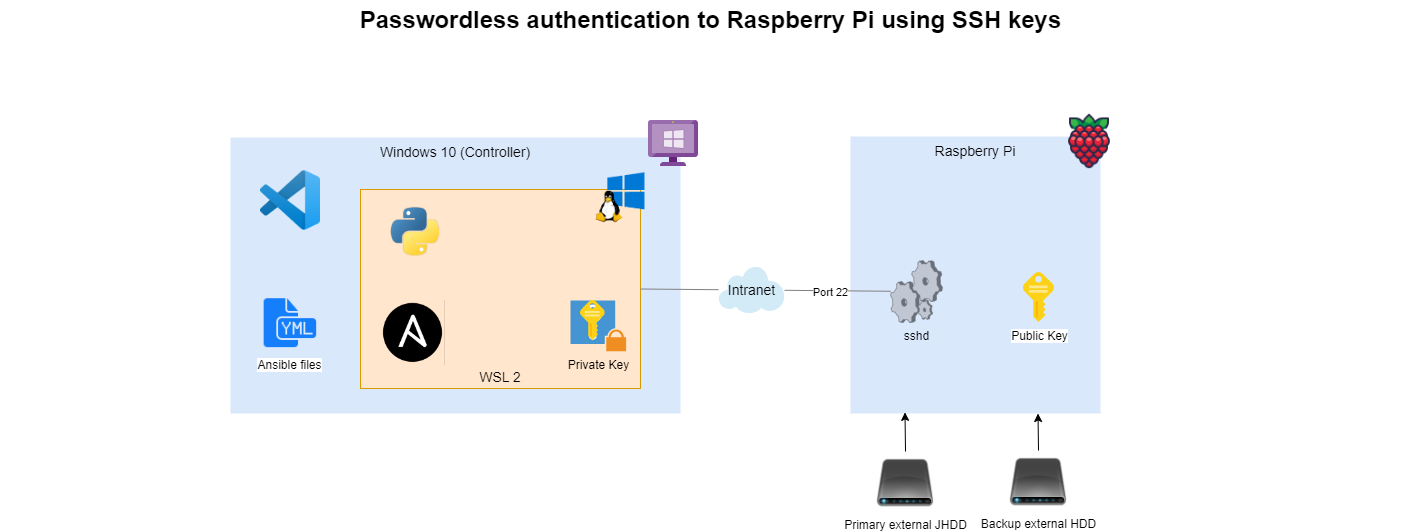 Passwordless authentication to Raspberry Pi using SSH keys
Windows 10 (Controller)
Raspberry Pi
YML
Ansible files
WSL 2
Private Key
Intranet
Port 22
sshd
Public Key
Primary external JHDD
Backup external HDD